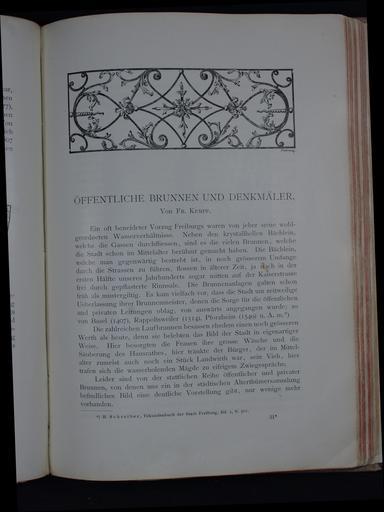 ÖFFENTLICHE BRUNNEN UND DENKMÄLER.
Von Fr. Kempf.
Ein oft beneideter Vorzug Freiburgs waren von jeher seine wohl-
geordneten Wasserverhältnisse. Neben den krystallhellen Bächlein,
welche die Gassen durchfliessen, sind es die vielen Brunnen, welche
die Stadt schon im Mittelalter berühmt gemacht haben. Die Bächlein,
welche man gegenwärtig bestrebt ist, in noch grösserem Umfange
durch die Strassen zu führen, flossen in älterer Zeit, ja doch in der
ersten Hälfte unseres Jahrhunderts sogar mitten auf der Kaiserstrasse
frei durch gepflasterte Rinnsale. Die Brunnenanlagen galten schon
früh als mustergiltig. Es kam vielfach vor, dass die Stadt um zeitweilige
Überlassung ihrer Brunnenmeister, denen die Sorge für die öffentlichen
und privaten Leitungen oblag, von auswärts angegangen wurde; so
von Basel (1407), Rappoltsweiler (1514), Pforzheim (1549 u. A. m.*)
Die zahlreichen Laufbrunnen besassen ehedem einen noch grösseren
Werth als heute, denn sie belebten das Bild der Stadt in eigenartiger
Weise. Hier besorgten die Frauen ihre grosse Wäsche und die
Säuberung des Hausrathes, hier tränkte der Bürger, der im Mittel-
alter zumeist auch noch ein Stück Landwirth war, sein Vieh, hier
trafen sich die wasserholenden Mägde zu eifrigem Zwiegespräche.
Leider sind von der stattlichen Reihe öffentlicher und privater
Brunnen, von denen uns ein in der städtischen Alterthümersammlung
befindliches Bild eine deutliche Vorstellung gibt, nur wenige mehr
vorhanden.
*) H. Schreiber, Urkundenbuch der Stadt Freiburg, Bd. 2, S.
33*